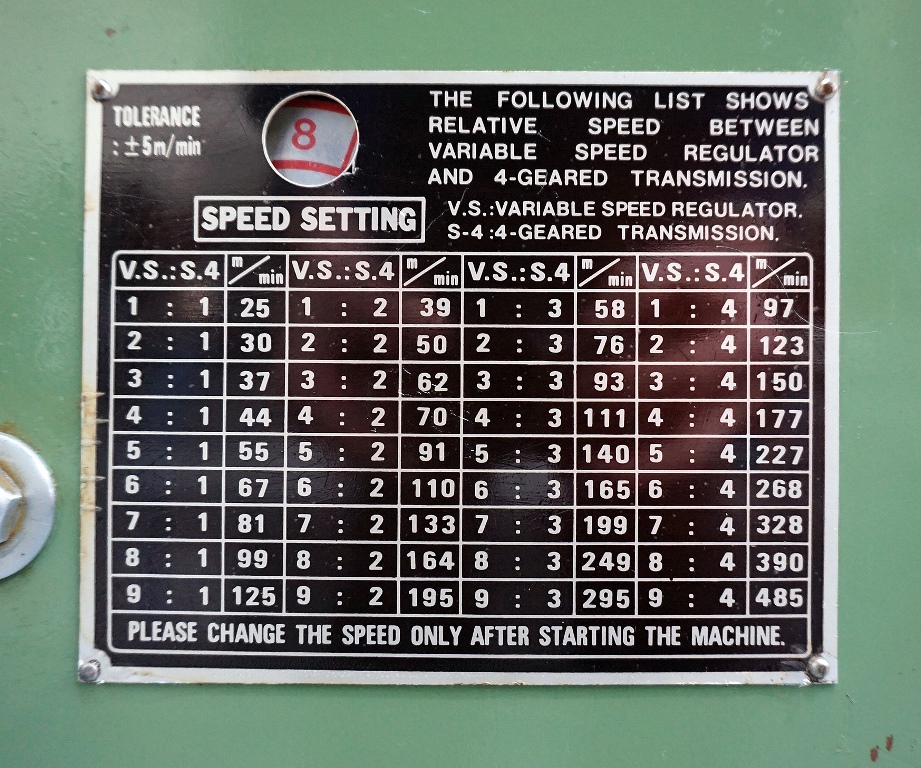 TOLERANCE
: ±5m/min
8
THE FOLLOWING LIST SHOWS
RELATIVE SPEED BETWEEN
VARIABLE SPEED REGULATOR
AND 4-GEARED TRANSMISSION.
SPEED SETTING
V.S.:VARIABLE SPEED REGULATOR.
S-4:4-GEARED TRANSMISSION.
V.S.:S.4 m/min V.S.:S.4 m/min V.S.:S.4 m/min V.S.:S.4 m/min
1 : 1 25 1 : 2 39 1 : 3 58 1 : 4 97
2 : 1 30 2 : 2 50 2 : 3 76 2 : 4 123
3 : 1 37 3 : 2 62 3 : 3 93 3 : 4 150
4 : 1 44 4 : 2 70 4 : 3 111 4 : 4 177
5 : 1 55 5 : 2 91 5 : 3 140 5 : 4 227
6 : 1 67 6 : 2 110 6 : 3 165 6 : 4 268
7 : 1 81 7 : 2 133 7 : 3 199 7 : 4 328
8 : 1 99 8 : 2 164 8 : 3 249 8 : 4 390
9 : 1 125 9 : 2 195 9 : 3 295 9 : 4 485
PLEASE CHANGE THE SPEED ONLY AFTER STARTING THE MACHINE.